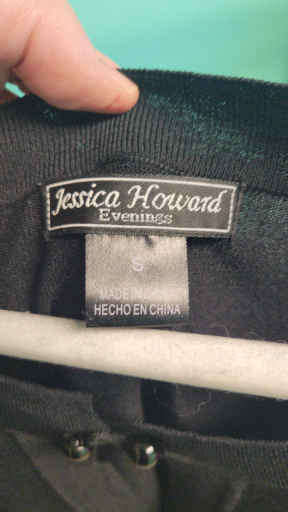 Jessica Howard
Evenings
S
MADE IN CHINA
HECHO EN CHINA